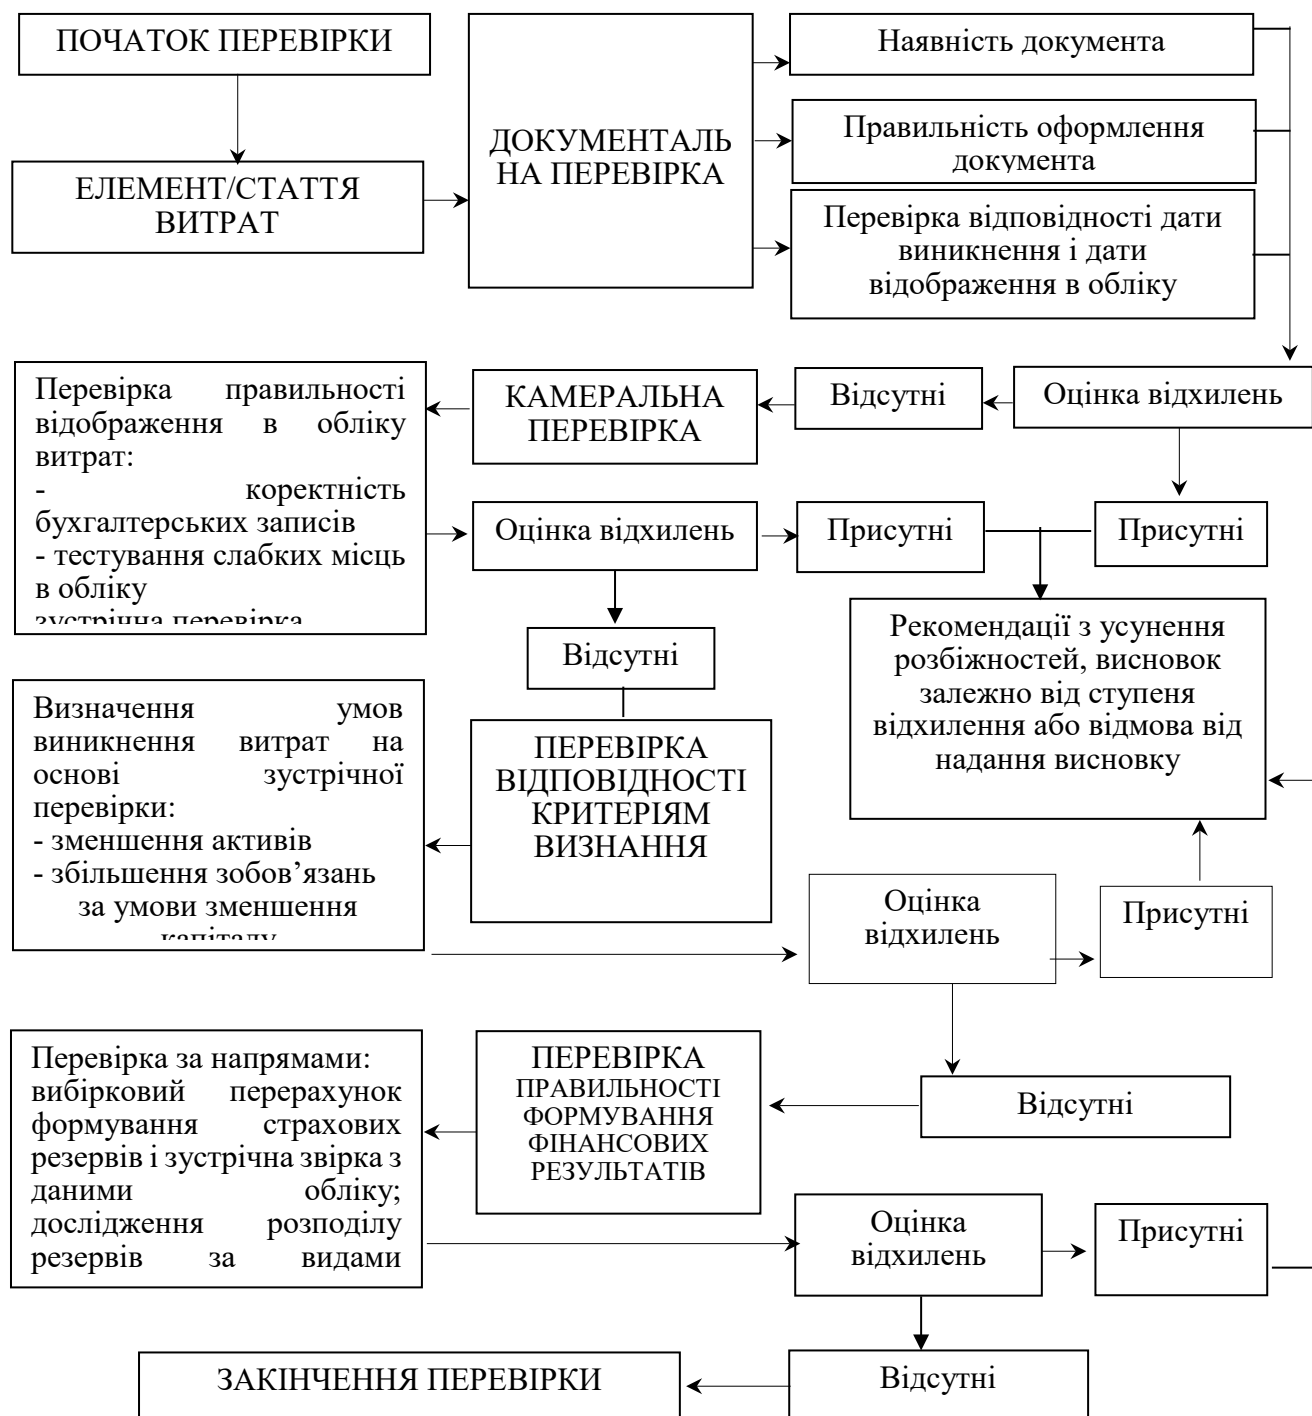 ПОЧАТОК ПЕРЕВІРКИ
ЕЛЕМЕНТ/СТАТТЯ
ВИТРАТ
ДОКУМЕНТАЛЬ
НА ПЕРЕВІРКА
Наявність документа
Правильність оформлення
документа
Перевірка відповідності дати
виникнення і дати
відображення в обліку
Оцінка відхилень
Відсутні
КАМЕРАЛЬНА
ПЕРЕВІРКА
Перевірка правильності
відображення в обліку
витрат:
- коректність
бухгалтерських записів
- тестування слабких місць
в обліку
зустрічна перевірка
Оцінка відхилень
Присутні
Присутні
Відсутні
Рекомендації з усунення
розбіжностей, висновок
залежно від ступеня
відхилення або відмова від
надання висновку
ПЕРЕВІРКА
ВІДПОВІДНОСТІ
КРИТЕРІЯМ
ВИЗНАННЯ
Визначення умов
виникнення витрат на
основі зустрічної
перевірки:
- зменшення активів
- збільшення зобов’язань
за умови зменшення
капіталу
Оцінка
відхилень
Присутні
Відсутні
ПЕРЕВІРКА
ПРАВИЛЬНОСТІ
ФОРМУВАННЯ
ФІНАНСОВИХ
РЕЗУЛЬТАТІВ
Перевірка за напрямами:
вибірковий перерахунок
формування страхових
резервів і зустрічна звірка з
даними обліку;
дослідження розподілу
резервів за видами
Оцінка
відхилень
Присутні
Відсутні
ЗАКІНЧЕННЯ ПЕРЕВІРКИ